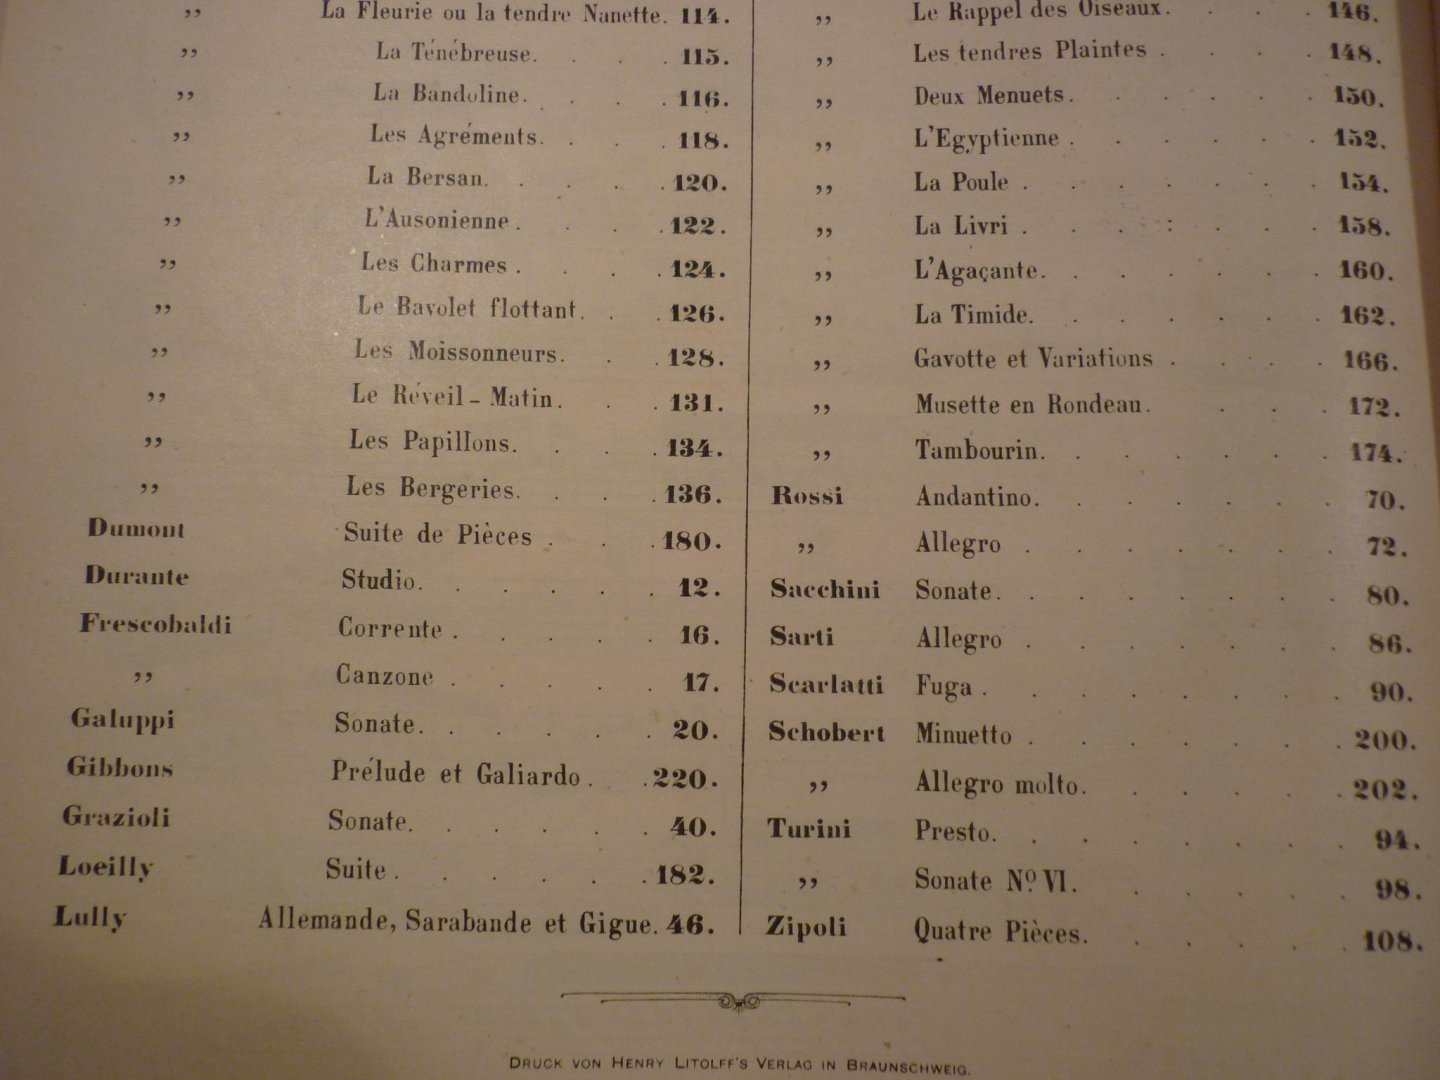 ,, La Fleurie ou la tendre Nanette. 114.
,, La Ténébreuse. . . . 115.
,, La Bandoline. . . . 116.
,, Les Agréments. . . . 118.
,, La Bersan. . . . . 120.
,, L'Ausonienne . . . . 122.
,, Les Charmes . . . . 124.
,, Le Bavolet flottant. . . 126.
,, Les Moissonneurs. . . 128.
,, Le Réveil-Matin. . . 131.
,, Les Papillons. . . . 134.
,, Les Bergeries. . . . 136.
Dumont Suite de Pièces . . . 180.
Durante Studio. . . . . . 12.
Frescobaldi Corrente . . . . . 16.
,, Canzone . . . . . 17.
Galuppi Sonate. . . . . . 20.
Gibbons Prélude et Galiardo . . 220.
Grazioli Sonate. . . . . . 40.
Loeilly Suite . . . . . . 182.
Lully Allemande, Sarabande et Gigue. 46.
,, Le Rappel des Oiseaux. . . . 146.
,, Les tendres Plaintes . . . . 148.
,, Deux Menuets. . . . . . 150.
,, L'Egyptienne . . . . . . 152.
,, La Poule . . . . . . . 154.
,, La Livri . . . . . . . 158.
,, L'Agaçante. . . . . . . 160.
,, La Timide. . . . . . . 162.
,, Gavotte et Variations . . . . 166.
,, Musette en Rondeau. . . . 172.
,, Tambourin. . . . . . . 174.
Rossi Andantino. . . . . . . 70.
,, Allegro . . . . . . . 72.
Sacchini Sonate. . . . . . . . 80.
Sarti Allegro . . . . . . . 86.
Scarlatti Fuga . . . . . . . . 90.
Schobert Minuetto . . . . . . . 200.
,, Allegro molto. . . . . . 202.
Turini Presto. . . . . . . . 94.
,, Sonate No. VI. . . . . . 98.
Zipoli Quatre Pièces. . . . . . 108.
Druck von Henry Litolff's Verlag in Braunschweig.